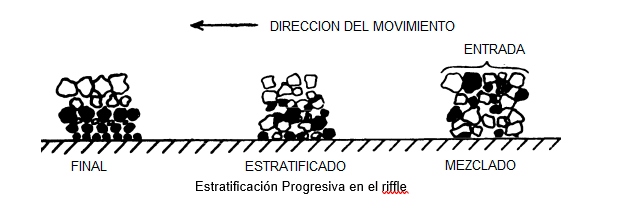 DIRECCION DEL MOVIMIENTO
ENTRADA
FINAL
ESTRATIFICADO
MEZCLADO
Estratificación Progresiva en el riffle